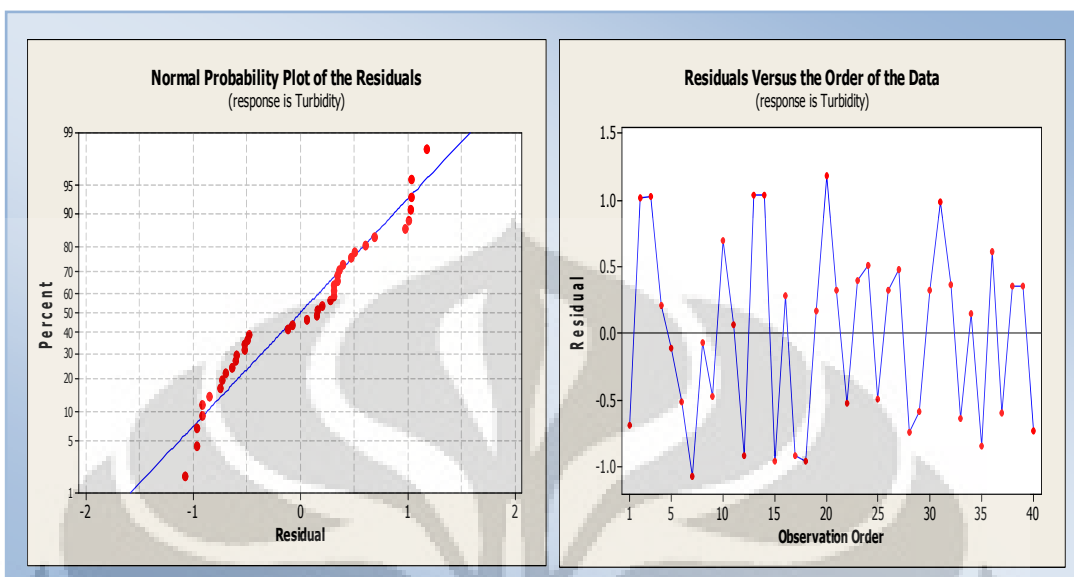 Normal Probability Plot of the Residuals
(response is Turbidity)
99
95
90
80
70
60
50
40
30
20
10
5
1
Percent
-2 -1 0 1 2
Residual
Residuals Versus the Order of the Data
(response is Turbidity)
1.5
1.0
0.5
0.0
-0.5
-1.0
Residual
1 5 10 15 20 25 30 35 40
Observation Order